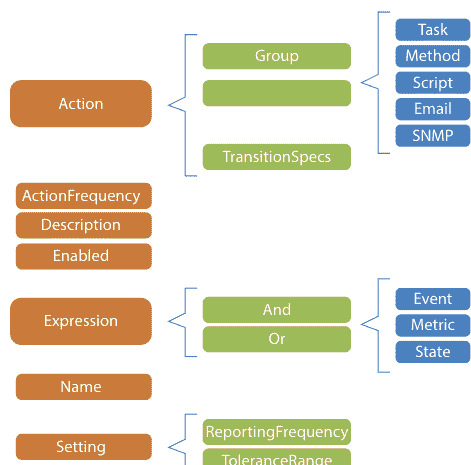 Action
Group
TransitionSpecs
Task
Method
Script
Email
SNMP
ActionFrequency
Description
Enabled
Expression
And
Or
Event
Metric
State
Name
Setting
ReportingFrequency
ToleranceRange